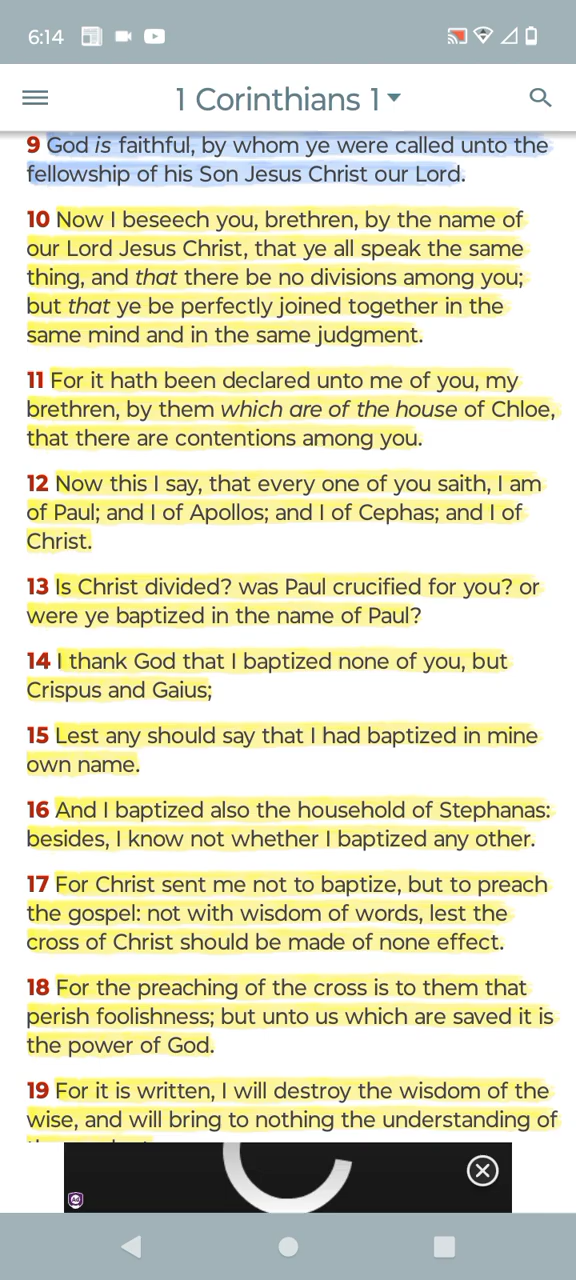 6:14
1 Corinthians 1
9 God is faithful, by whom ye were called unto the
fellowship of his Son Jesus Christ our Lord.
10 Now I beseech you, brethren, by the name of
our Lord Jesus Christ, that ye all speak the same
thing, and that there be no divisions among you;
but that ye be perfectly joined together in the
same mind and in the same judgment.
11 For it hath been declared unto me of you, my
brethren, by them which are of the house of Chloe,
that there are contentions among you.
12 Now this I say, that every one of you saith, I am
of Paul; and I of Apollos; and I of Cephas; and I of
Christ.
13 Is Christ divided? was Paul crucified for you? or
were ye baptized in the name of Paul?
14 I thank God that I baptized none of you, but
Crispus and Gaius;
15 Lest any should say that I had baptized in mine
own name.
16 And I baptized also the household of Stephanas:
besides, I know not whether I baptized any other.
17 For Christ sent me not to baptize, but to preach
the gospel: not with wisdom of words, lest the
cross of Christ should be made of none effect.
18 For the preaching of the cross is to them that
perish foolishness; but unto us which are saved it is
the power of God.
19 For it is written, I will destroy the wisdom of the
wise, and will bring to nothing the understanding of
Ad